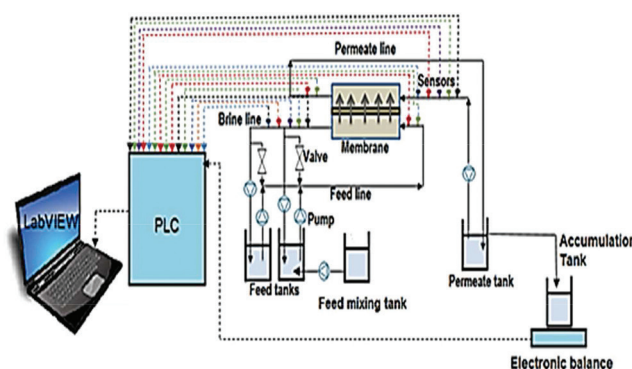 Permeate line
Sensors
Brine line
Membrane
Valve
Feed line
LabVIEW
PLC
Pump
Feed tanks
Feed mixing tank
Permeate tank
Accumulation
Tank
Electronic balance